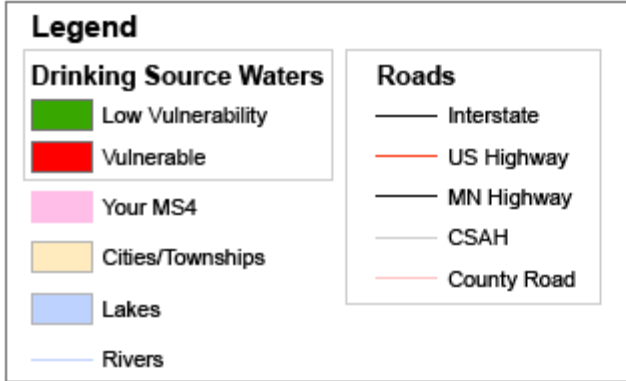 Legend
Drinking Source Waters
Low Vulnerability
Vulnerable
Your MS4
Cities/Townships
Lakes
Rivers
Roads
Interstate
US Highway
MN Highway
CSAH
County Road